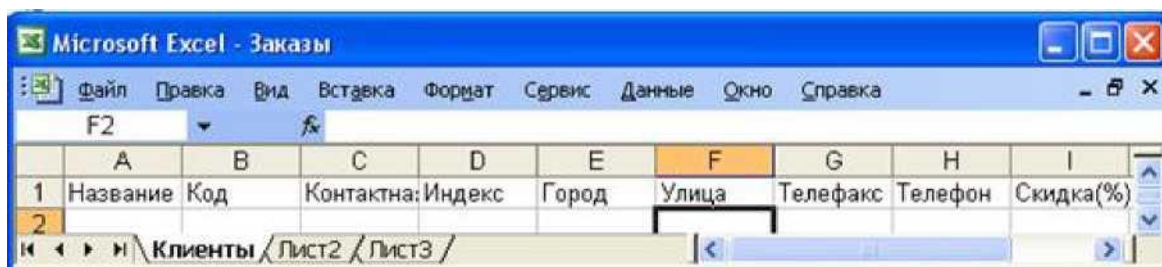 Microsoft Excel - Заказы
Файл Правка Вид Вставка Формат Сервис Данные Окно Справка
F2 fx
A B C D E F G H I
1 Название Код Контактна Индекс Город Улица Телефакс Телефон Скидка(%)
2
Клиенты Лист2 Лист3